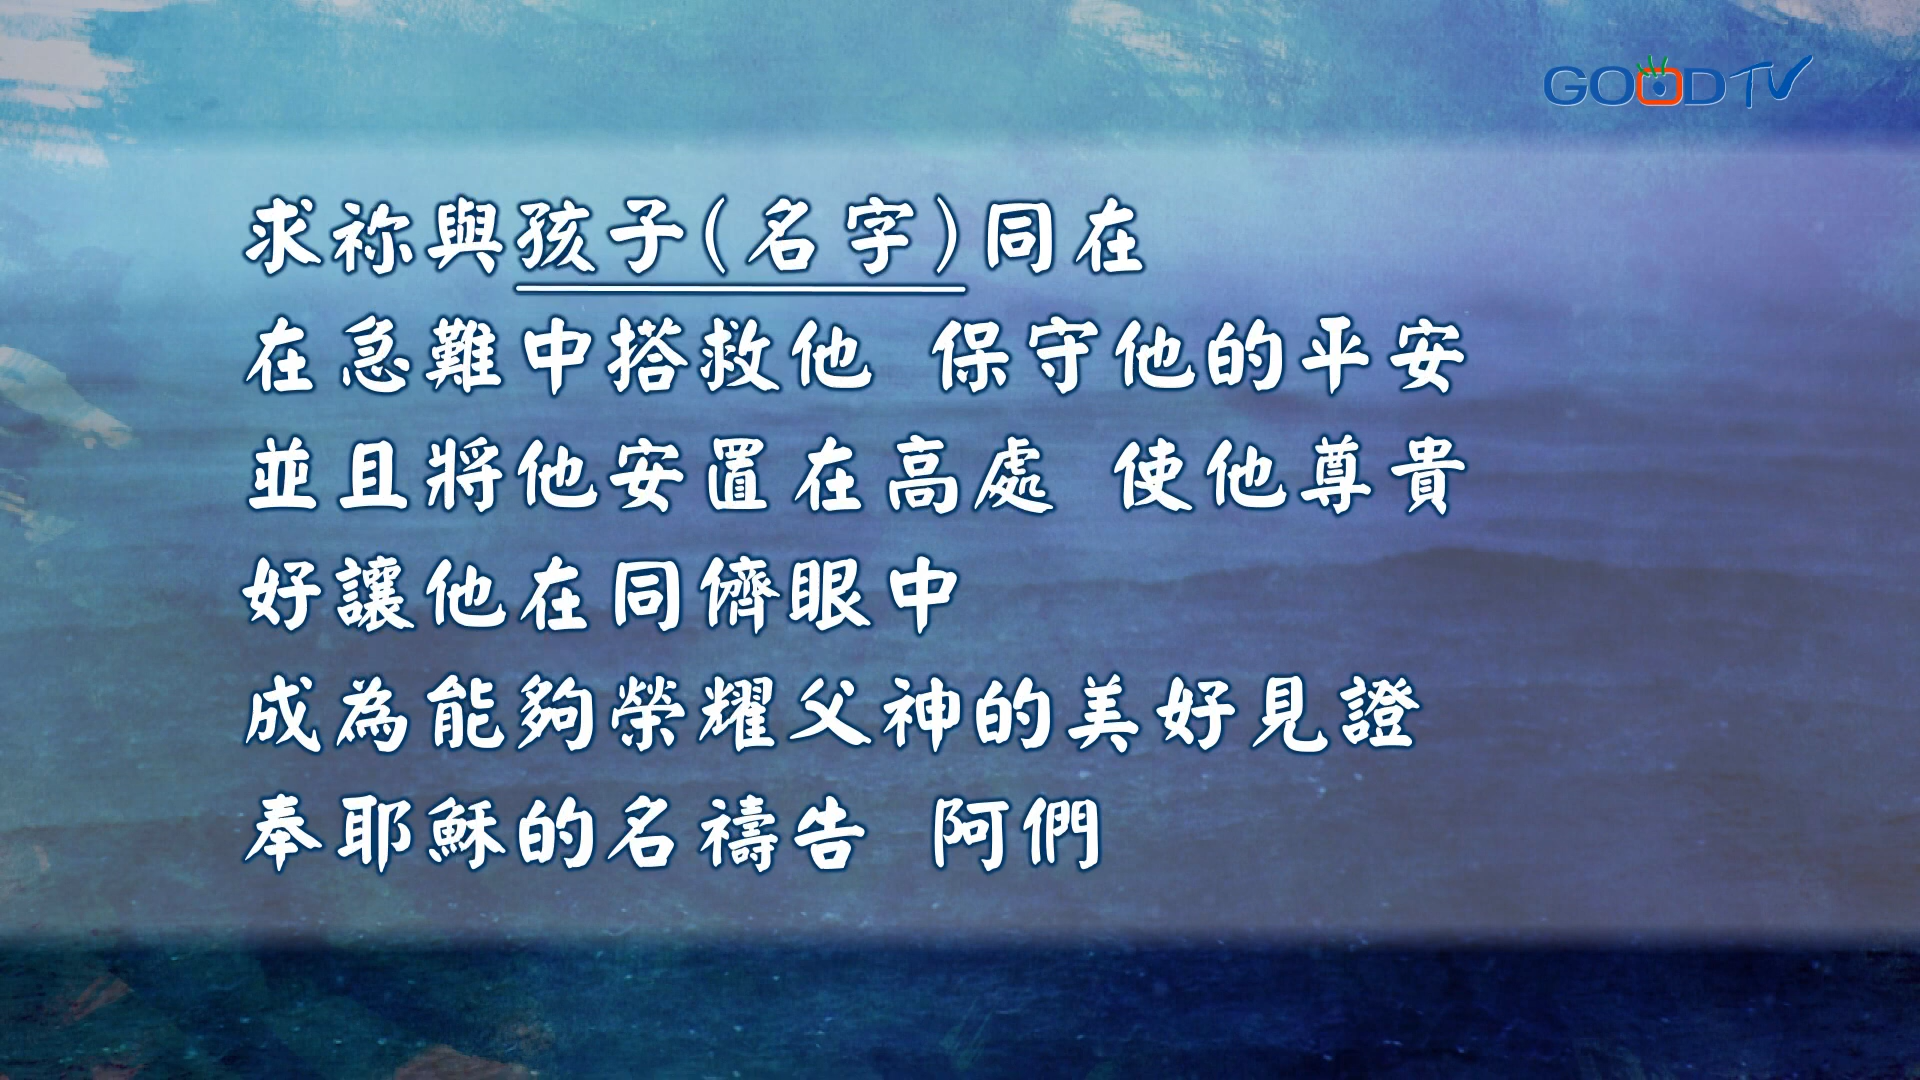 GOODTV
求祢與孩子(名字)同在
在急難中搭救他 保守他的平安
並且將他安置在高處 使他尊貴
好讓他在同儕眼中
成為能夠榮耀父神的美好見證
奉耶穌的名禱告 阿們